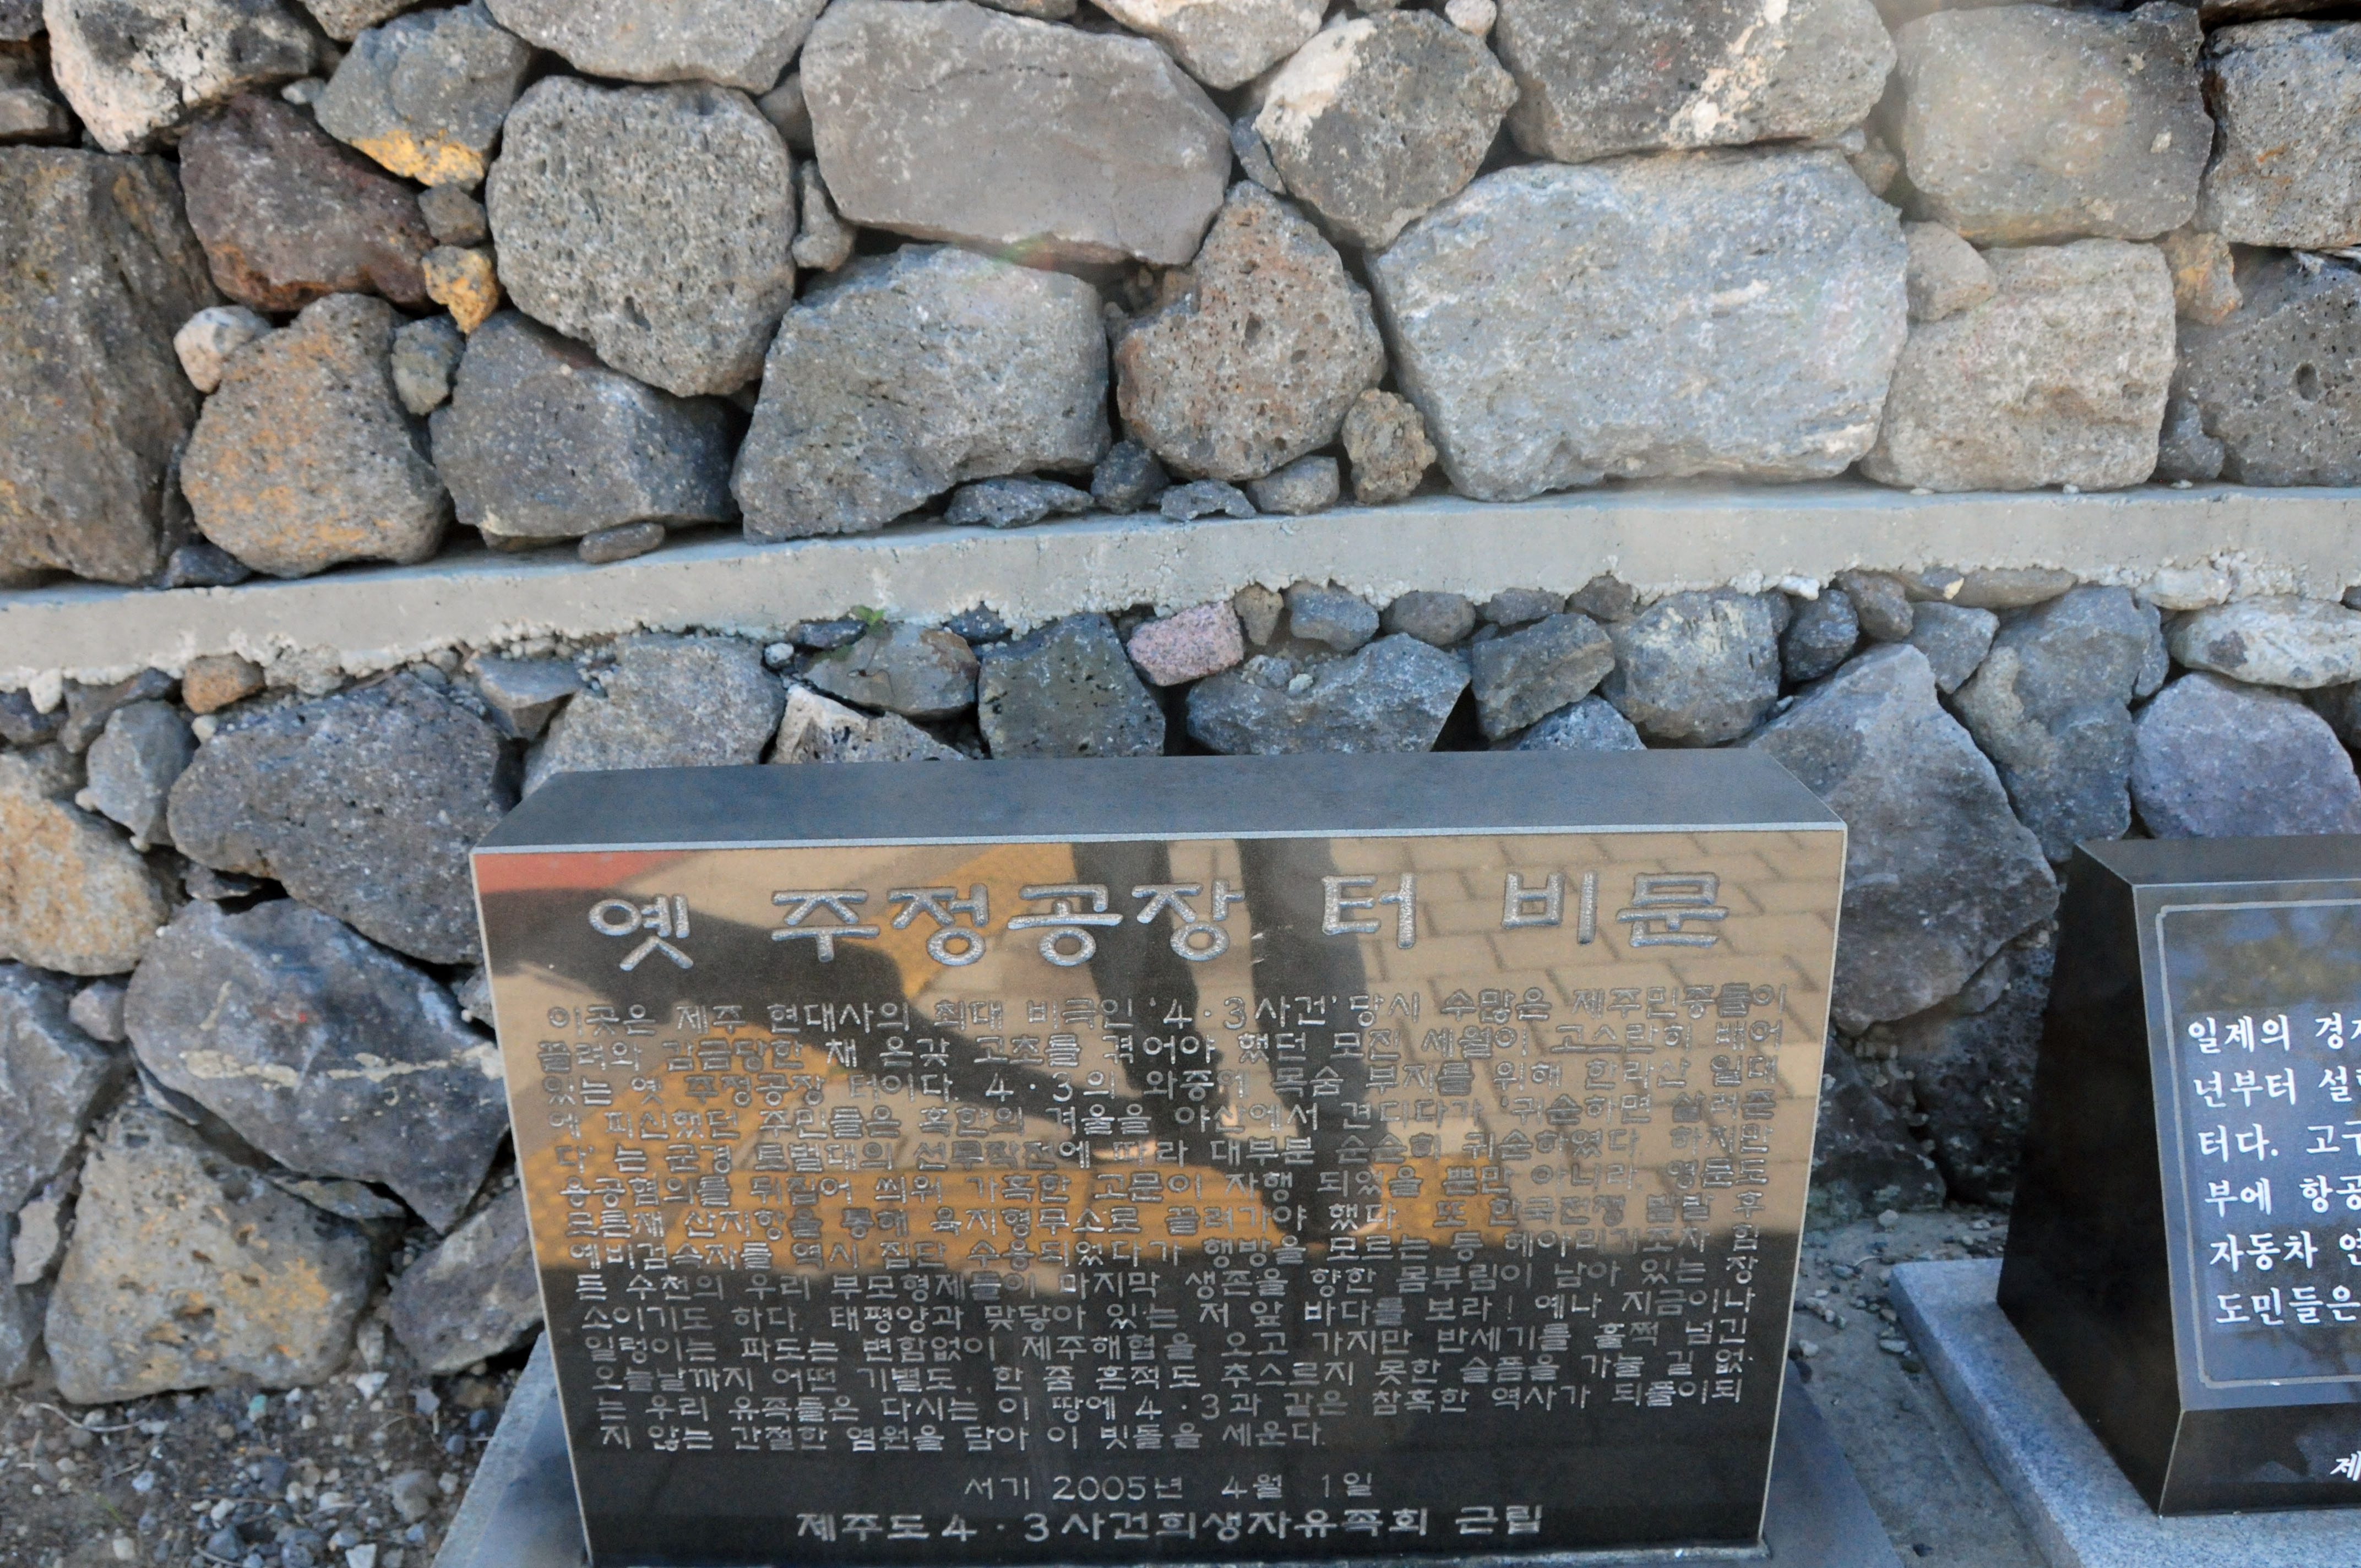 옛 주정공장 터 비문
이곳은 제주 현대사의 최대 비극인 '4·3사건' 당시 수많은 제주민중들이
끌려와 감금당한 채 온갖 고초를 겪어야 했던 모진 세월이 고스란히 배어
있는 옛 주정공장 터이다. 4·3의 와중에 목숨 부지를 위해 한라산 일대
에 피신했던 주민들은 혹한의 겨울을 야산에서 견디다가 '귀순하면 살려준
다'는 군경 토벌대의 선무작전에 따라 대부분 순순히 귀순하였다. 하지만
용공혐의를 뒤집어 씌워 가혹한 고문이 자행 되었을 뿐만 아니라, 영문도
모른채 산지항을 통해 육지형무소로 끌려가야 했다. 또 한국전쟁 발발 후
예비검속자를 역시 집단 수용되었다가 행방을 모르는 등 헤아리기조차 힘
든 수천의 우리 부모형제들이 마지막 생존을 향한 몸부림이 남아 있는 장
소이기도 하다. 태평양과 맞닿아 있는 저 앞 바다를 보라! 예나 지금이나
일렁이는 파도는 변함없이 제주해협을 오고 가지만 반세기를 훌쩍 넘긴
오늘날까지 어떤 기별도, 한 줌 흔적도 추스르지 못한 슬픔을 가눌 길 없
는 우리 유족들은 다시는 이 땅에 4·3과 같은 참혹한 역사가 되풀이되
지 않는 간절한 염원을 담아 이 빗돌을 세운다.
서기 2005년 4월 1일
제주도4·3사건희생자유족회 근립
일제의
년부터
터다.
부에
자동차
도민들은
제